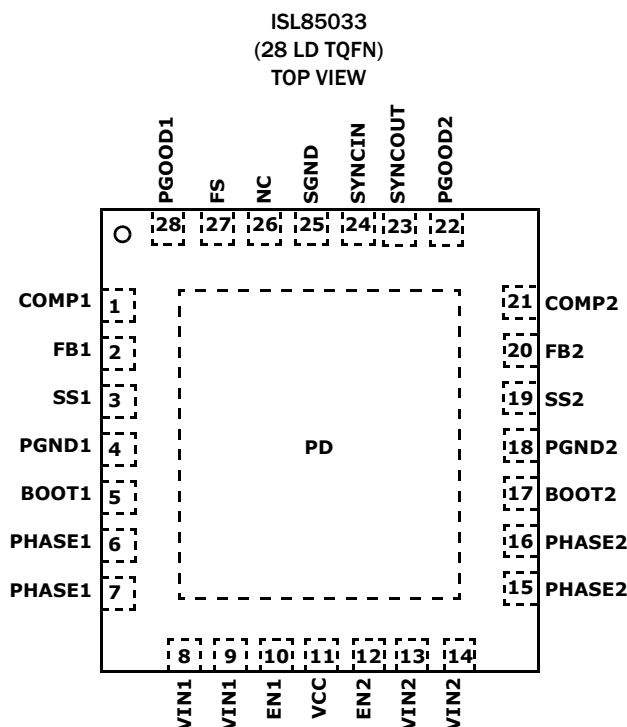 ISL85033
(28 LD TQFN)
TOP VIEW
PGOOD1
FS
NC
SGND
SYNCIN
SYNCOUT
PGOOD2
28 27 26 25 24 23 22
COMP1 1
FB1 2
SS1 3
PGND1 4
BOOT1 5
PHASE1 6
PHASE1 7
PD
21 COMP2
20 FB2
19 SS2
18 PGND2
17 BOOT2
16 PHASE2
15 PHASE2
8 9 10 11 12 13 14
VIN1
VIN1
EN1
VCC
EN2
VIN2
VIN2